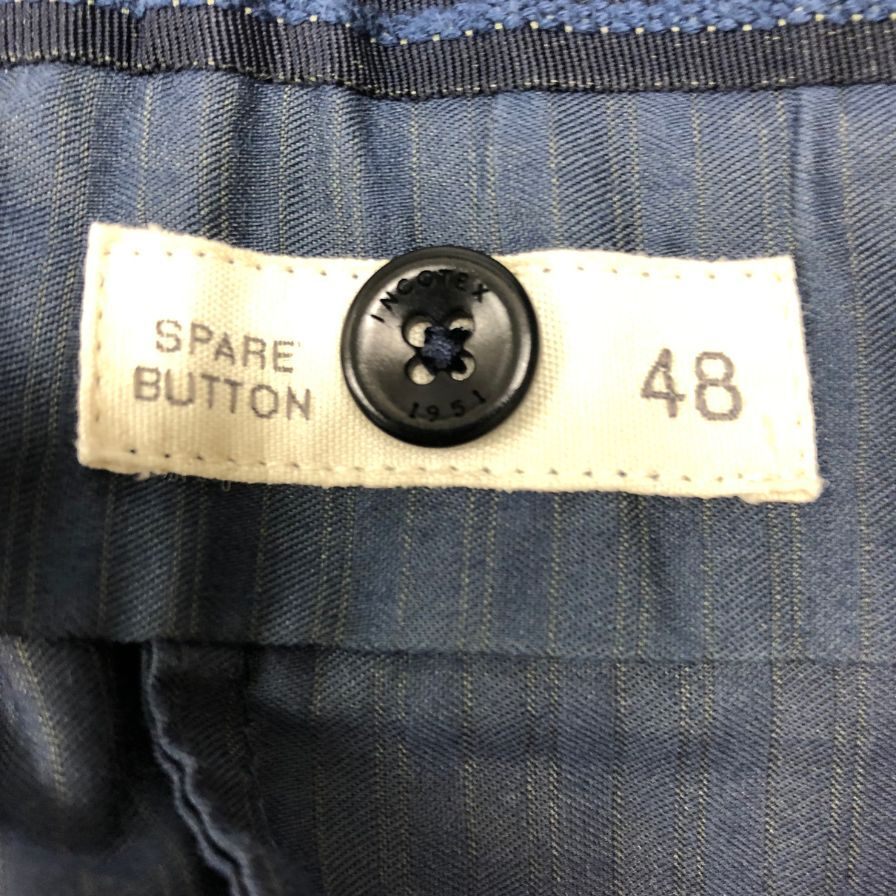 SPARE
BUTTON
INCOTEX
1951
48